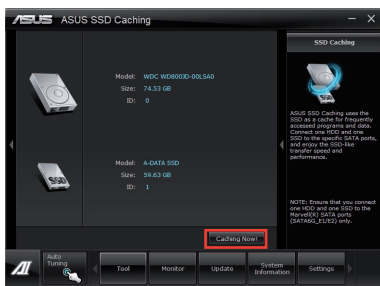 ASUS ASUS SSD Caching
SSD Caching
Model: WDC WD800JD-00LSA0
Size: 74.53 GB
ID: 0
ASUS SSD Caching uses the
SSD as a cache for frequently
accessed programs and data.
Connect one HDD and one
SSD to the specific SATA ports,
and enjoy the SSD-like
transfer speed and
performance.
SSD
Model: A-DATA SSD
Size: 59.63 GB
ID: 1
NOTE: Ensure that you connect
one HDD and one SSD to the
Marvell(R) SATA ports
(SATA6G_E1/E2) only.
Caching Now!
Auto
Tuning
Tool
Monitor
Update
System
Information
Settings